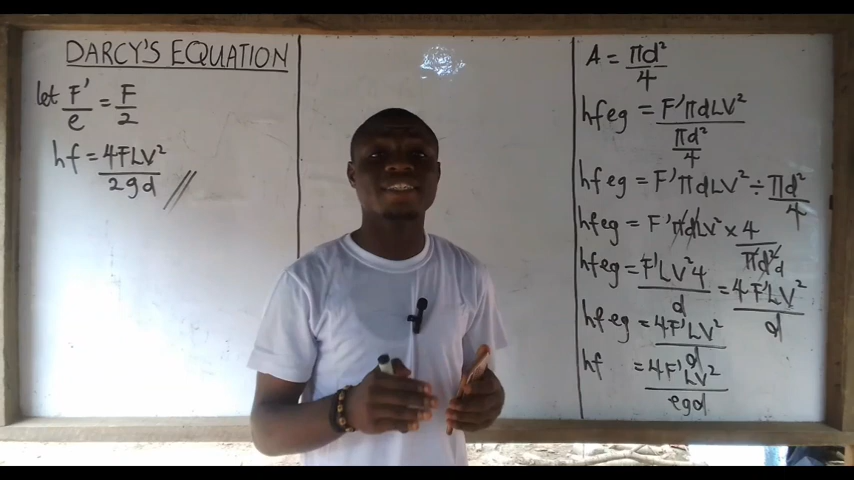 DARCY'S EQUATION
let F'/e = F/2
hf = 4FLV²/2gd //
A = πd²/4
hfeg = F'πdLV² / πd²/4
hfeg = F'πdLV² ÷ πd²/4
hfeg = F'πdLV² × 4/πd² d
hfeg = F'LV²4/d = 4F'LV²/d
hfeg = 4F'LV²/d
hf = 4F'LV²/egd